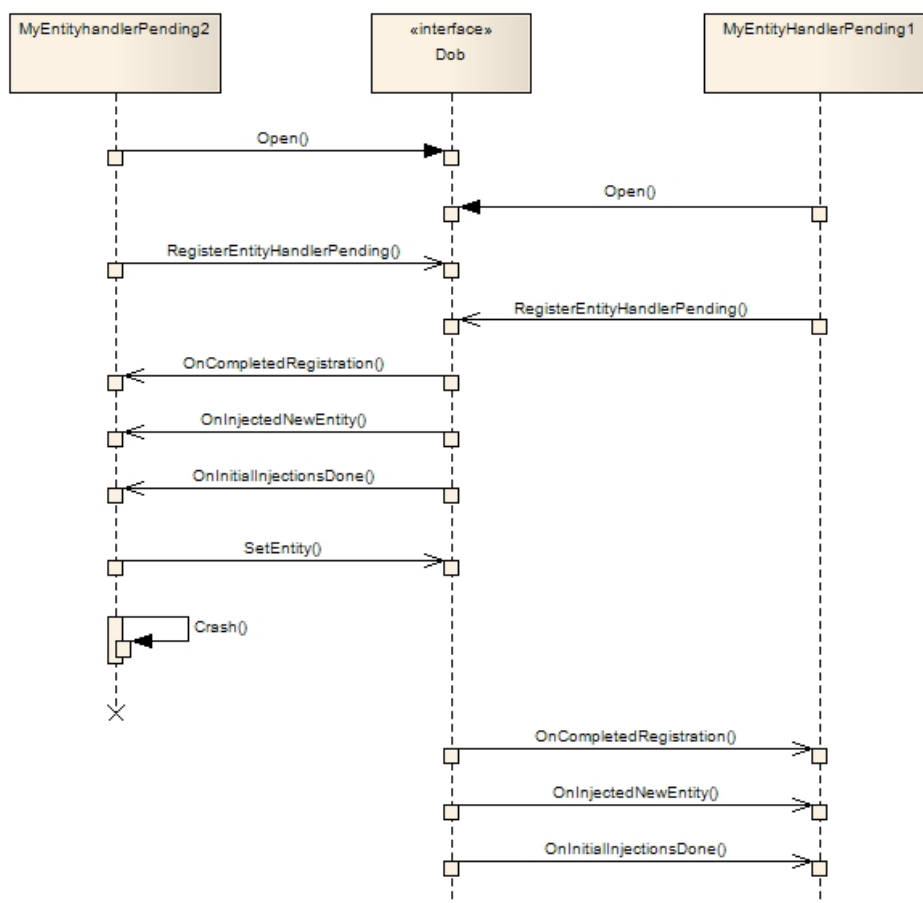 MyEntityhandlerPending2
«interface»
Dob
MyEntityHandlerPending1
Open()
Open()
RegisterEntityHandlerPending()
RegisterEntityHandlerPending()
OnCompletedRegistration()
OnInjectedNewEntity()
OnInitialInjectionsDone()
SetEntity()
Crash()
OnCompletedRegistration()
OnInjectedNewEntity()
OnInitialInjectionsDone()